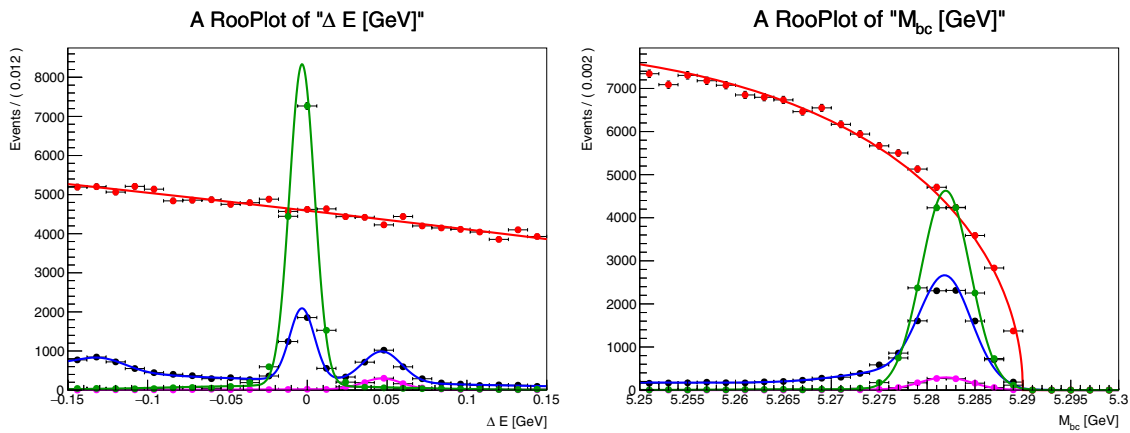 A RooPlot of "Δ E [GeV]"
Events / ( 0.012 )
8000
7000
6000
5000
4000
3000
2000
1000
0
−0.15 −0.1 −0.05 0 0.05 0.1 0.15
Δ E [GeV]
A RooPlot of "M_bc [GeV]"
Events / ( 0.002 )
7000
6000
5000
4000
3000
2000
1000
0
5.25 5.255 5.26 5.265 5.27 5.275 5.28 5.285 5.29 5.295 5.3
M_bc [GeV]